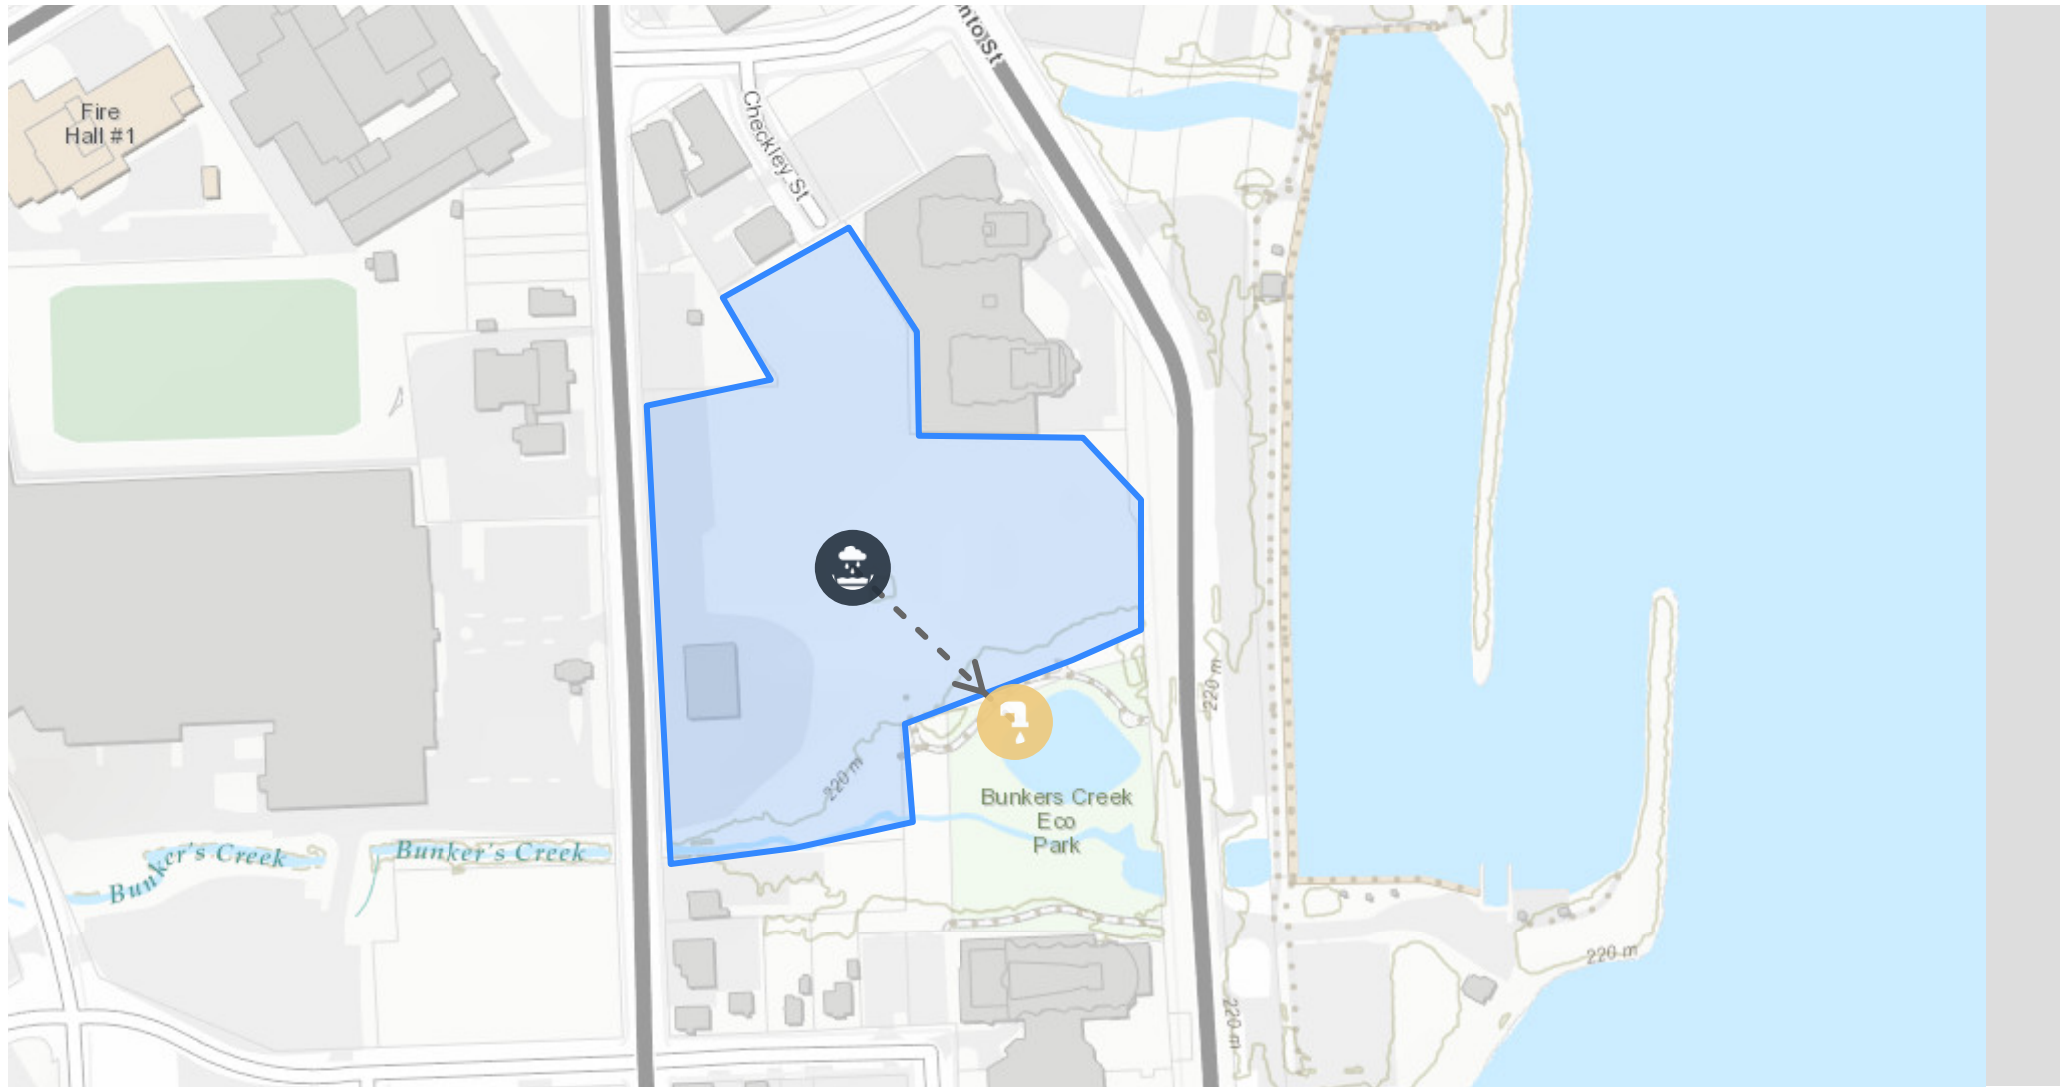 Fire
Hall #1
Checkley St
220 m
Bunkers Creek
Eco
Park
Bunker's Creek
Bunker's Creek
220 m
220 m
220 m